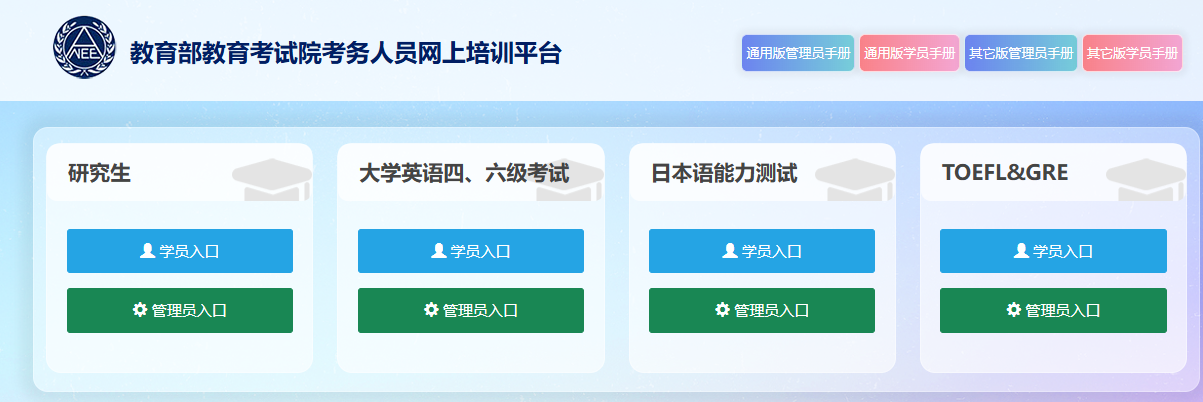 NEEA
教育部教育考试院考务人员网上培训平台
通用版管理员手册
通用版学员手册
其它版管理员手册
其它版学员手册
研究生
大学英语四、六级考试
日本语能力测试
TOEFL&GRE
学员入口
学员入口
学员入口
学员入口
管理员入口
管理员入口
管理员入口
管理员入口